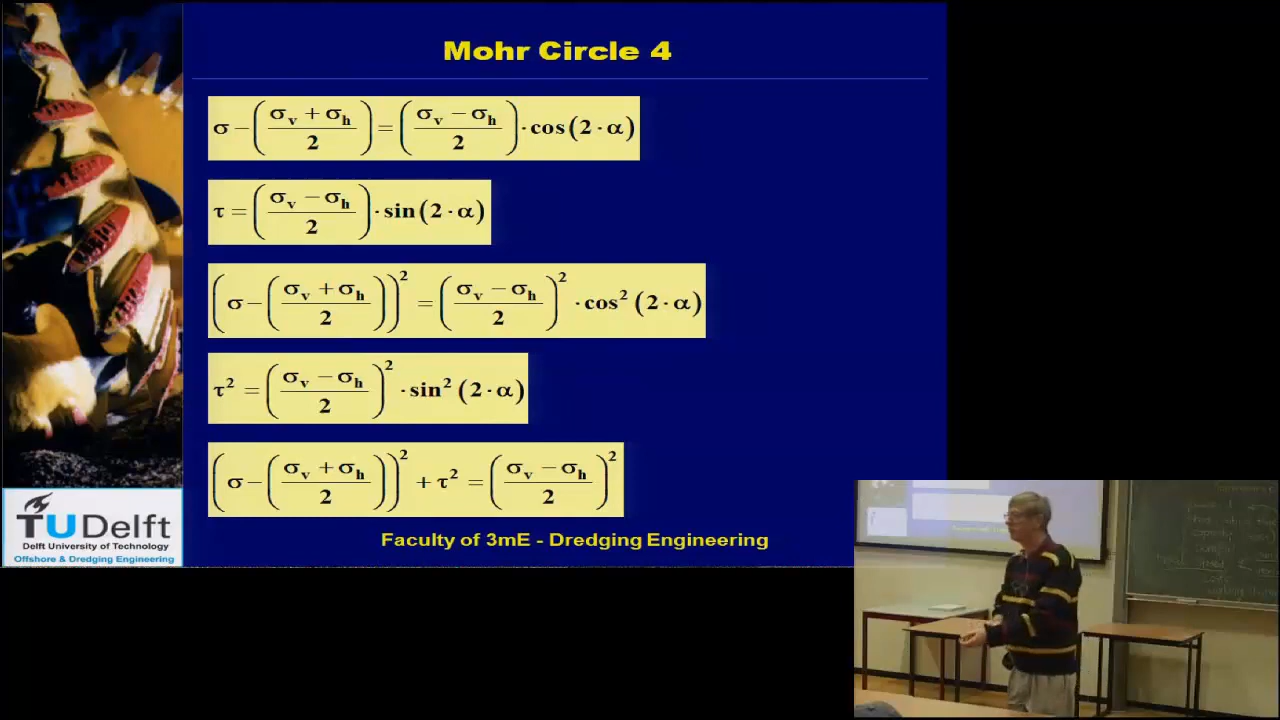 Mohr Circle 4
σ − ((σv + σh) / 2) = ((σv − σh) / 2) · cos(2 · α)
τ = ((σv − σh) / 2) · sin(2 · α)
(σ − ((σv + σh) / 2))² = ((σv − σh) / 2)² · cos²(2 · α)
τ² = ((σv − σh) / 2)² · sin²(2 · α)
(σ − ((σv + σh) / 2))² + τ² = ((σv − σh) / 2)²
TUDelft
Delft University of Technology
Offshore & Dredging Engineering
Faculty of 3mE - Dredging Engineering